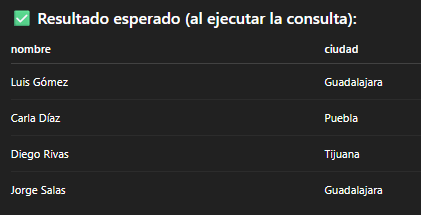 ✅ Resultado esperado (al ejecutar la consulta):
nombre ciudad
Luis Gómez Guadalajara
Carla Díaz Puebla
Diego Rivas Tijuana
Jorge Salas Guadalajara